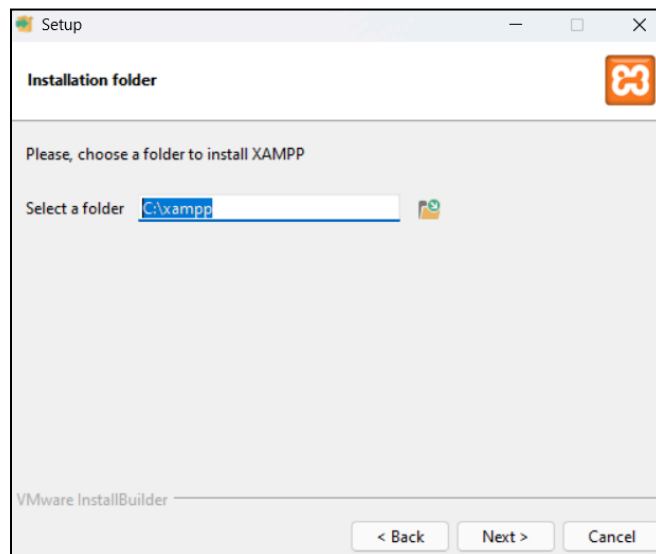 Setup
Installation folder
Please, choose a folder to install XAMPP
Select a folder C:\xampp
VMware InstallBuilder
< Back Next > Cancel